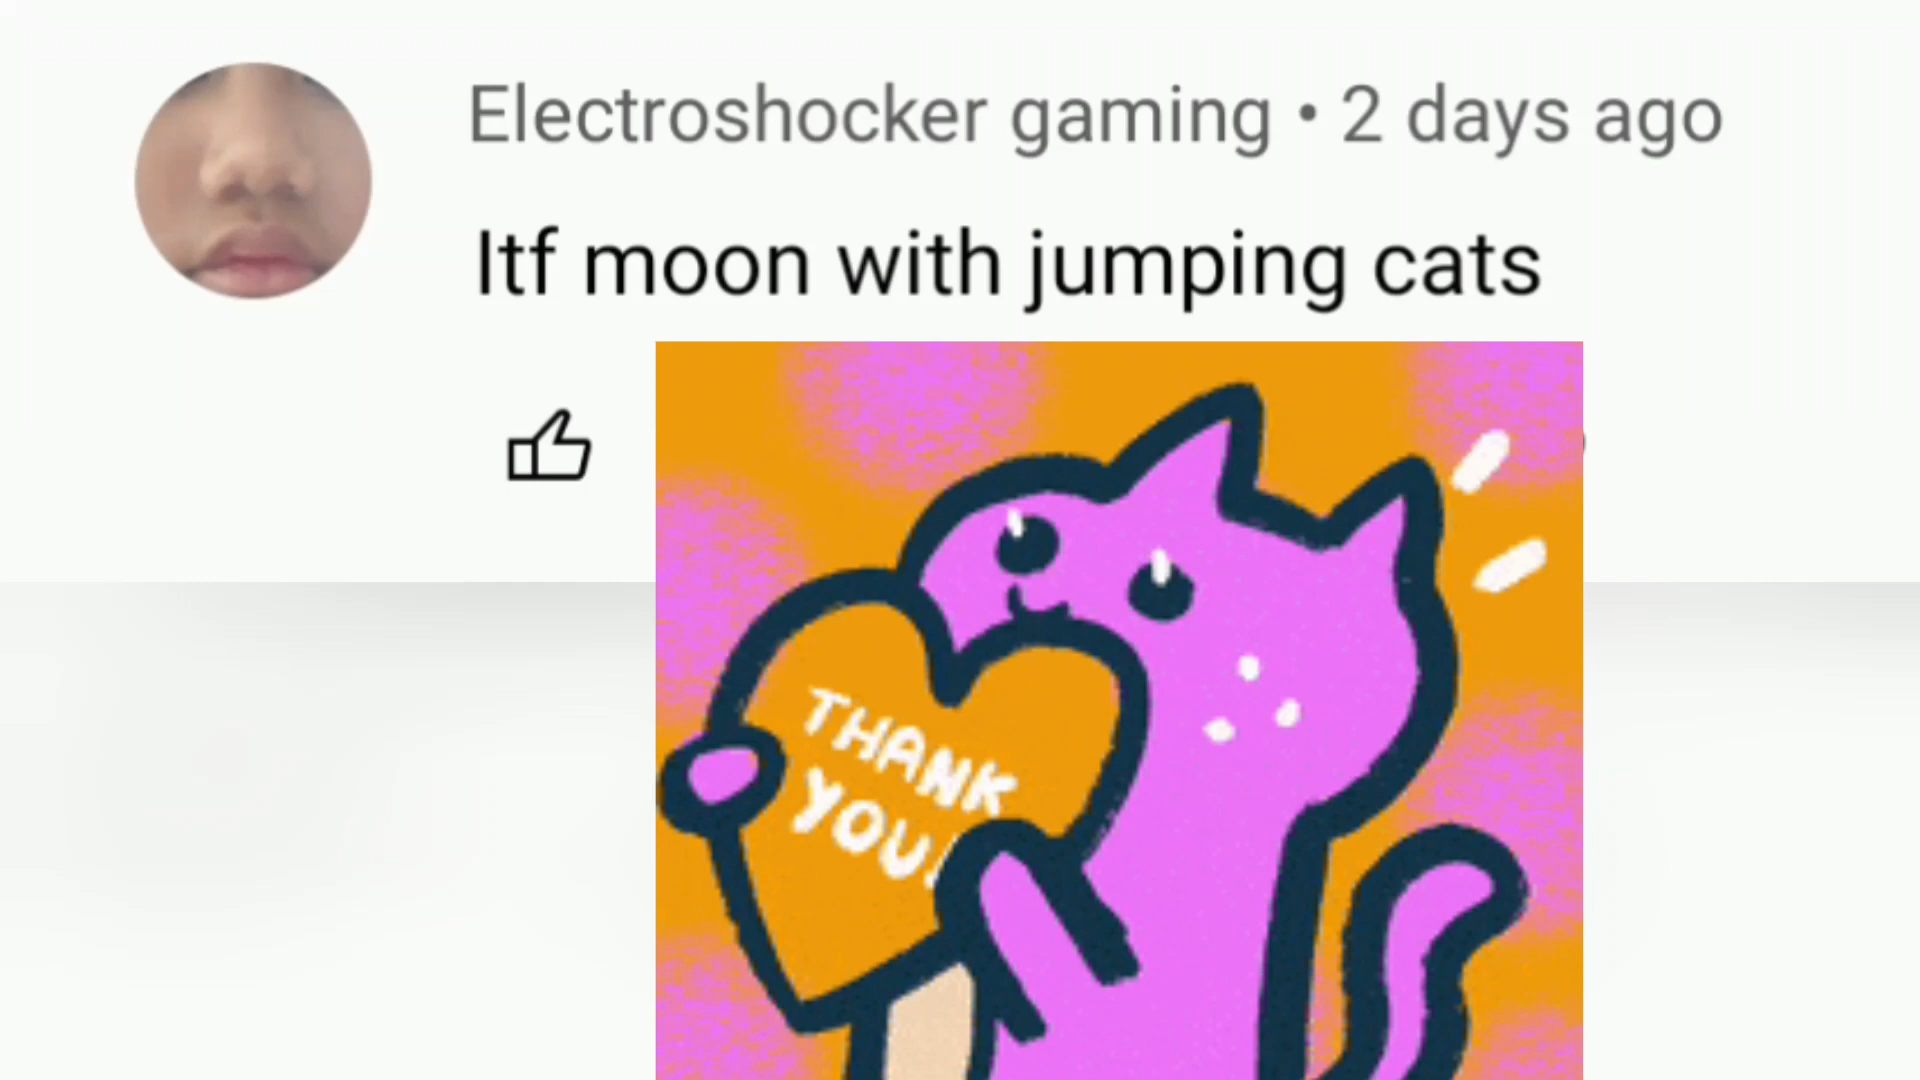 Electroshocker gaming • 2 days ago
Itf moon with jumping cats
THANK
YOU!